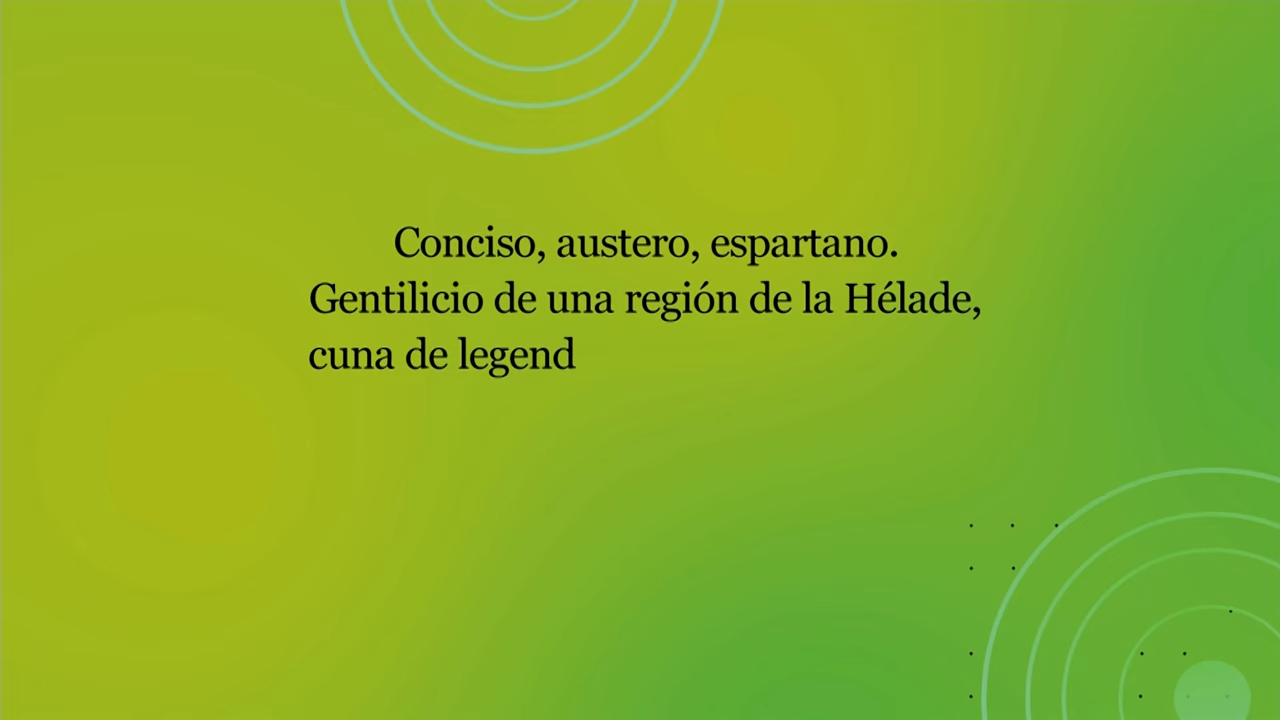 Conciso, austero, espartano.
Gentilicio de una región de la Hélade,
cuna de legend